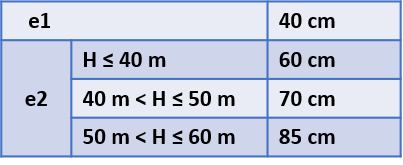 e1 40 cm
H ≤ 40 m 60 cm
e2 40 m < H ≤ 50 m 70 cm
50 m < H ≤ 60 m 85 cm